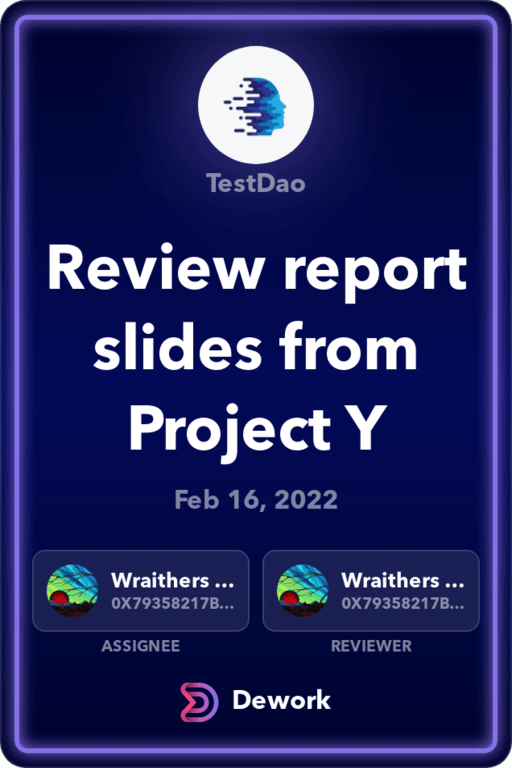 TestDao
Review report
slides from
Project Y
Feb 16, 2022
Wraithers ...
0X79358217B...
ASSIGNEE
Wraithers ...
0X79358217B...
REVIEWER
Dework